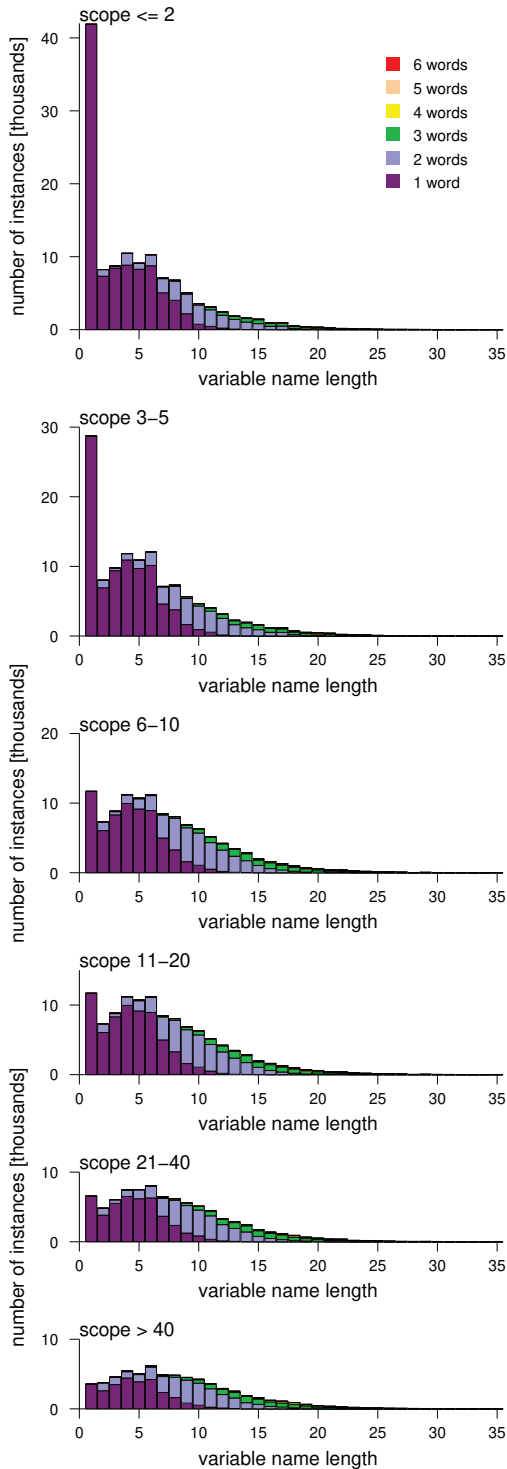 scope <= 2
number of instances [thousands]
40
30
20
10
0
6 words
5 words
4 words
3 words
2 words
1 word
0 5 10 15 20 25 30 35
variable name length
scope 3−5
30
20
10
0
0 5 10 15 20 25 30 35
variable name length
number of instances [thousands]
scope 6−10
20
10
0
0 5 10 15 20 25 30 35
variable name length
scope 11−20
10
0
0 5 10 15 20 25 30 35
variable name length
number of instances [thousands]
scope 21−40
10
0
0 5 10 15 20 25 30 35
variable name length
scope > 40
10
0
0 5 10 15 20 25 30 35
variable name length